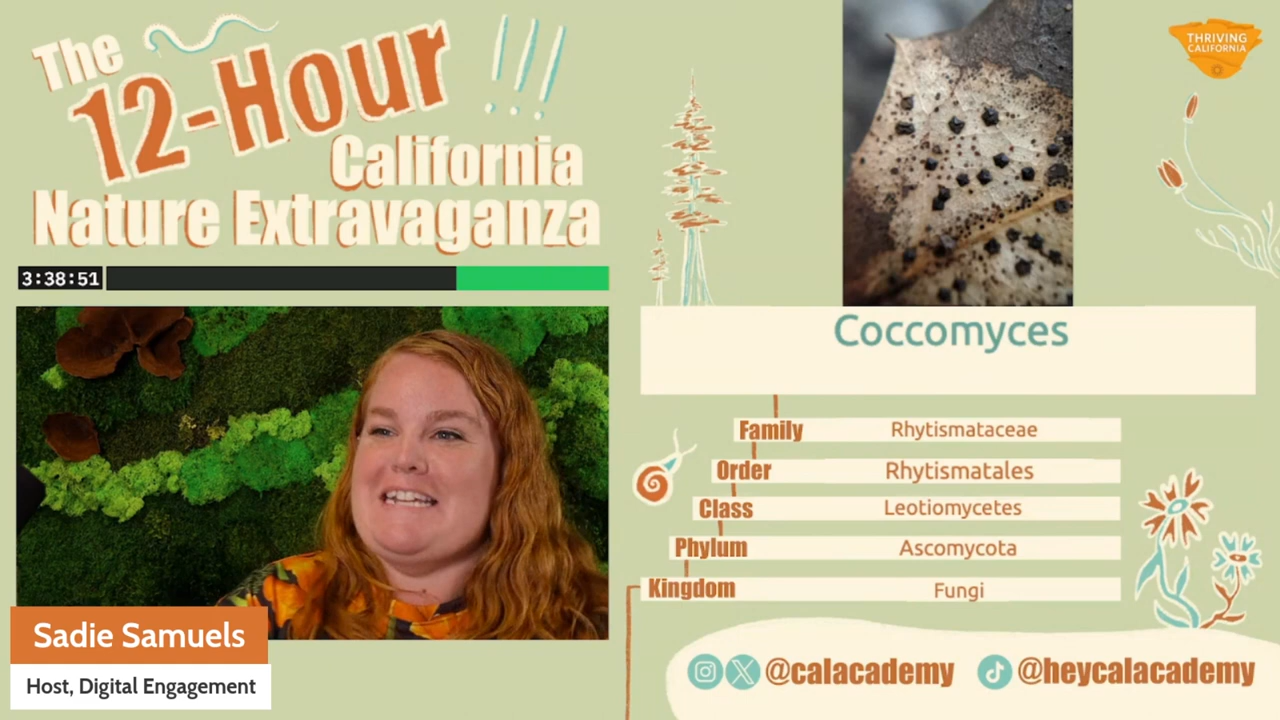 The
12-Hour
!!!
California
Nature Extravaganza
3:38:51
Sadie Samuels
Host, Digital Engagement
THRIVING
CALIFORNIA
Coccomyces
Family Rhytismataceae
Order Rhytismatales
Class Leotiomycetes
Phylum Ascomycota
Kingdom Fungi
@calacademy @heycalacademy